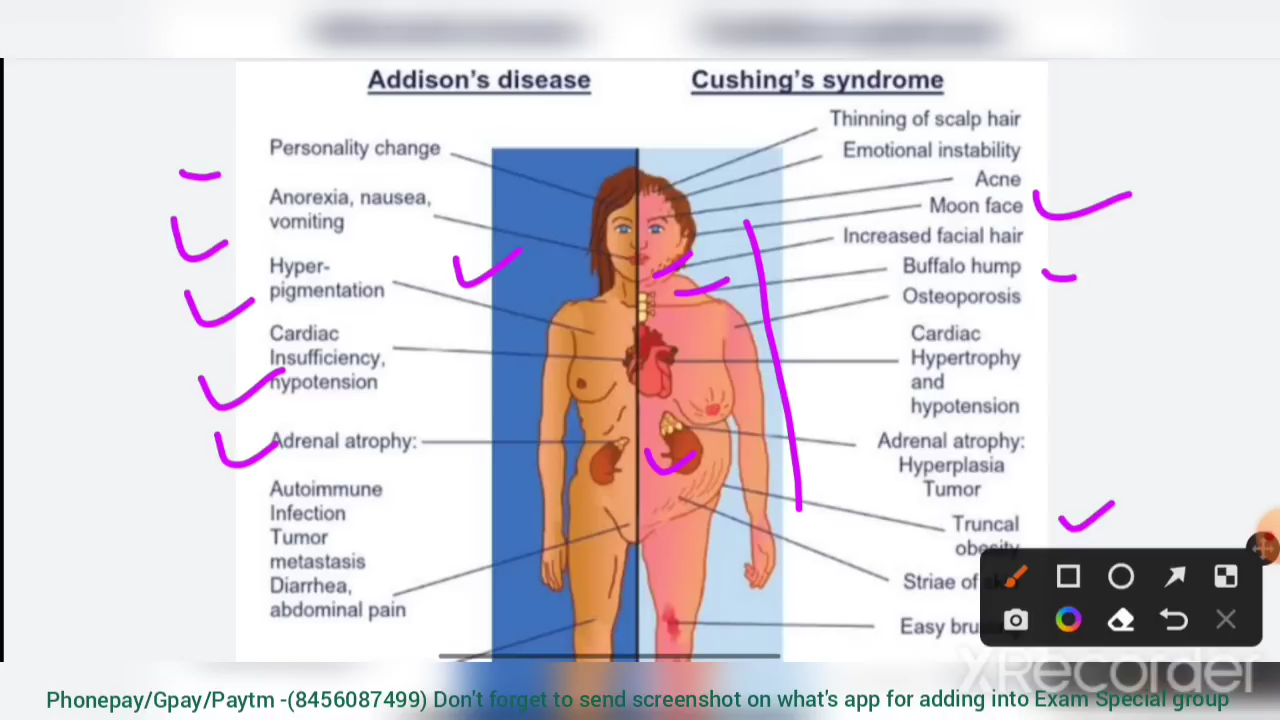 Addison's disease
Cushing's syndrome
Personality change
Anorexia, nausea,
vomiting
Hyper-
pigmentation
Cardiac
Insufficiency,
hypotension
Adrenal atrophy:
Autoimmune
Infection
Tumor
metastasis
Diarrhea,
abdominal pain
Thinning of scalp hair
Emotional instability
Acne
Moon face
Increased facial hair
Buffalo hump
Osteoporosis
Cardiac
Hypertrophy
and
hypotension
Adrenal atrophy:
Hyperplasia
Tumor
Truncal
obesity
Striae of
Easy
XRecorder
Phonepay/Gpay/Paytm -(8456087499) Don't forget to send screenshot on what's app for adding into Exam Special group